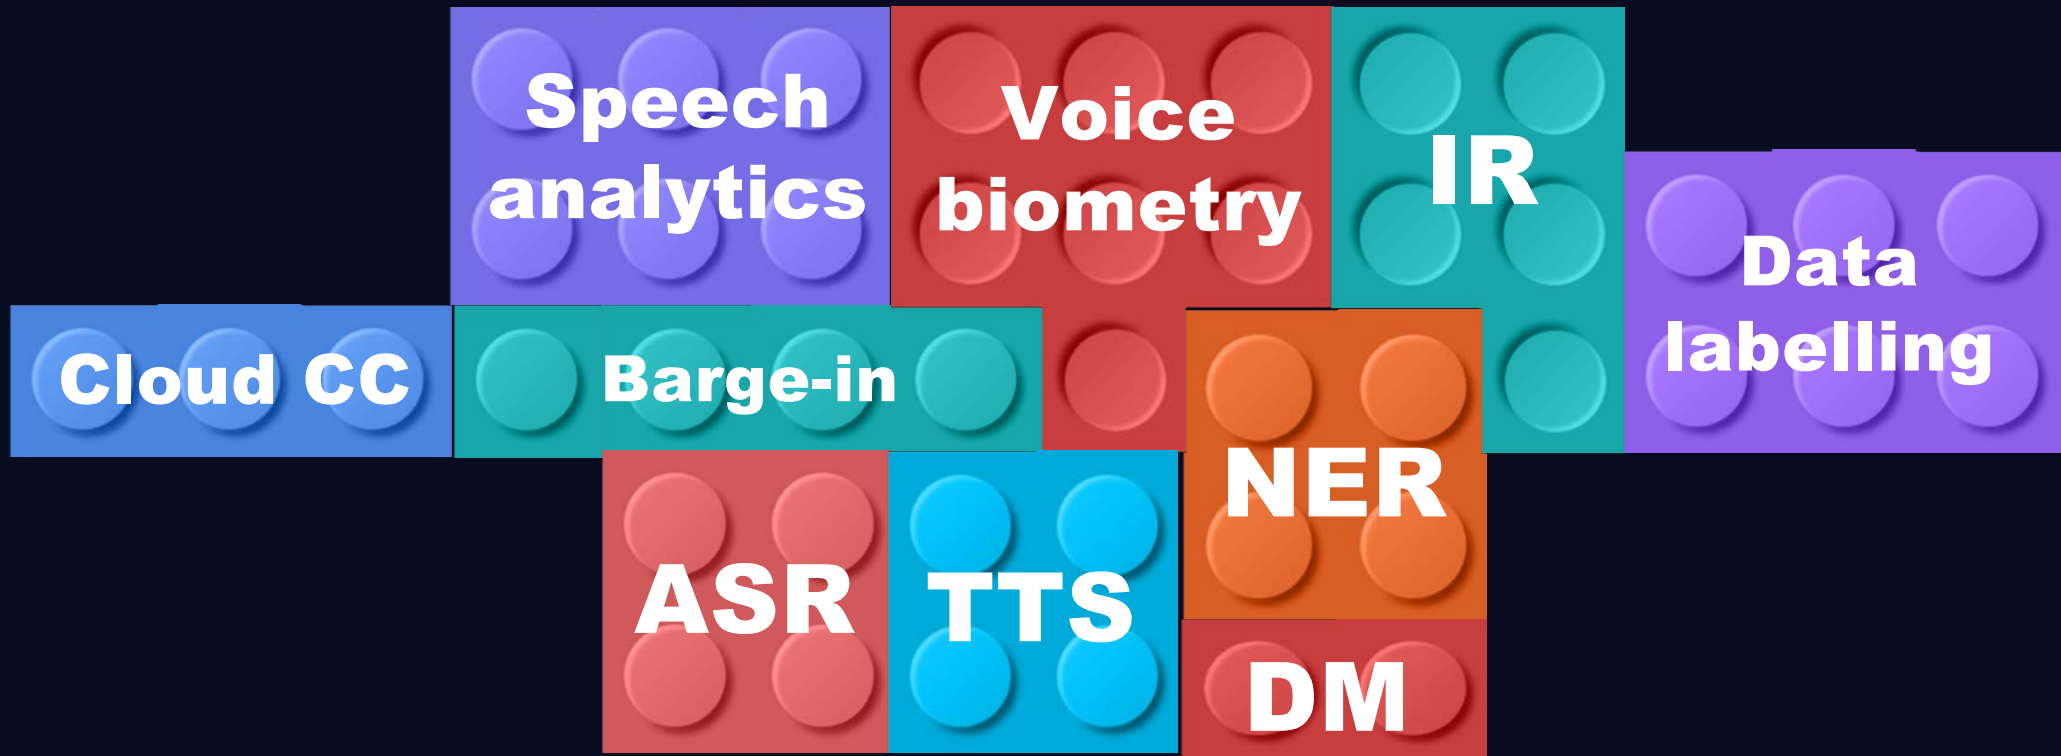 Speech
analytics
Voice
biometry
IR
Data
labelling
Cloud CC
Barge-in
NER
ASR
TTS
DM